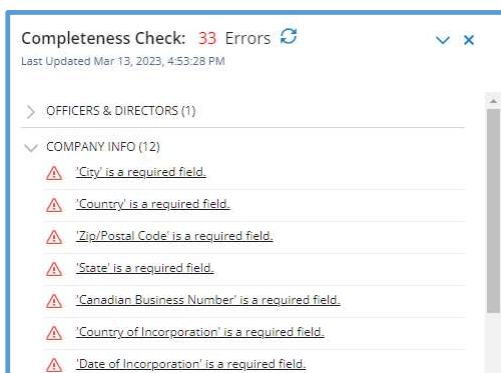 Completeness Check: 33 Errors
Last Updated Mar 13, 2023, 4:53:28 PM
OFFICERS & DIRECTORS (1)
COMPANY INFO (12)
'City' is a required field.
'Country' is a required field.
'Zip/Postal Code' is a required field.
'State' is a required field.
'Canadian Business Number' is a required field.
'Country of Incorporation' is a required field.
'Date of Incorporation' is a required field.